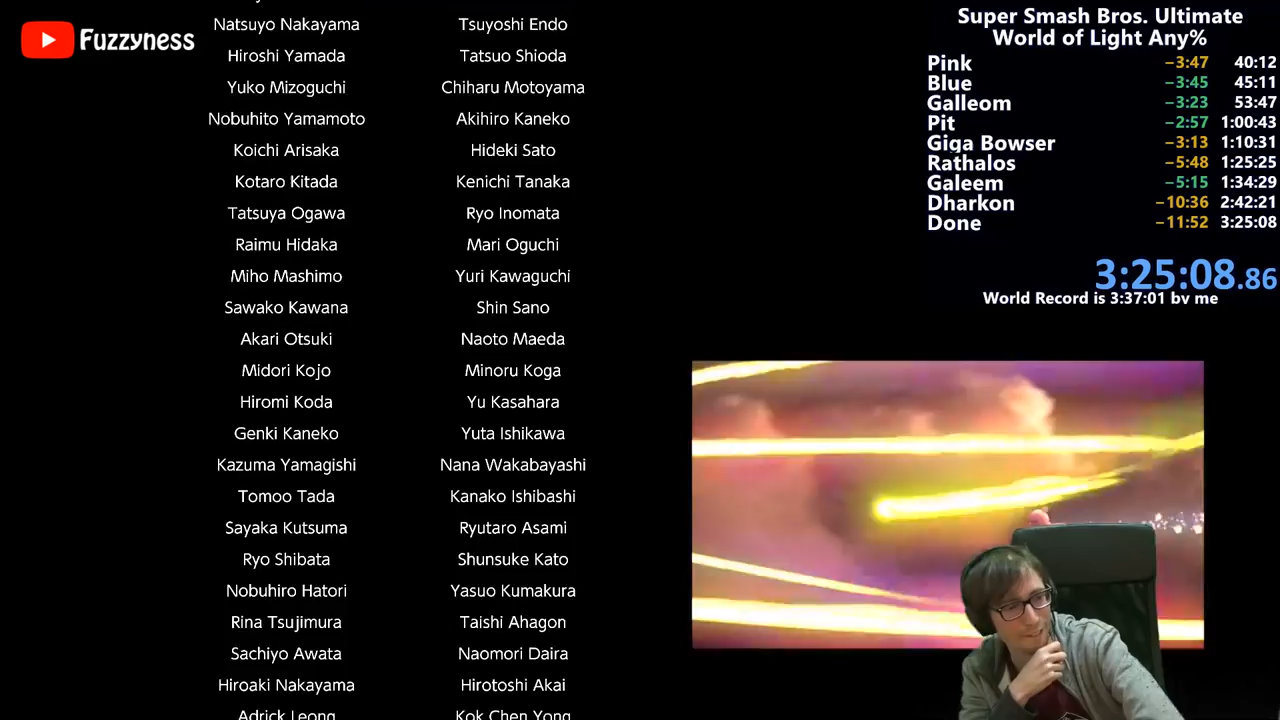 Fuzzyness
Natsuyo Nakayama Tsuyoshi Endo
Hiroshi Yamada Tatsuo Shioda
Yuko Mizoguchi Chiharu Motoyama
Nobuhito Yamamoto Akihiro Kaneko
Koichi Arisaka Hideki Sato
Kotaro Kitada Kenichi Tanaka
Tatsuya Ogawa Ryo Inomata
Raimu Hidaka Mari Oguchi
Miho Mashimo Yuri Kawaguchi
Sawako Kawana Shin Sano
Akari Otsuki Naoto Maeda
Midori Kojo Minoru Koga
Hiromi Koda Yu Kasahara
Genki Kaneko Yuta Ishikawa
Kazuma Yamagishi Nana Wakabayashi
Tomoo Tada Kanako Ishibashi
Sayaka Kutsuma Ryutaro Asami
Ryo Shibata Shunsuke Kato
Nobuhiro Hatori Yasuo Kumakura
Rina Tsujimura Taishi Ahagon
Sachiyo Awata Naomori Daira
Hiroaki Nakayama Hirotoshi Akai
Adrick Leong Kok Chen Yong
Super Smash Bros. Ultimate
World of Light Any%
Pink −3:47 40:12
Blue −3:45 45:11
Galleom −3:23 53:47
Pit −2:57 1:00:43
Giga Bowser −3:13 1:10:31
Rathalos −5:48 1:25:25
Galeem −5:15 1:34:29
Dharkon −10:36 2:42:21
Done −11:52 3:25:08
3:25:08.86
World Record is 3:37:01 by me